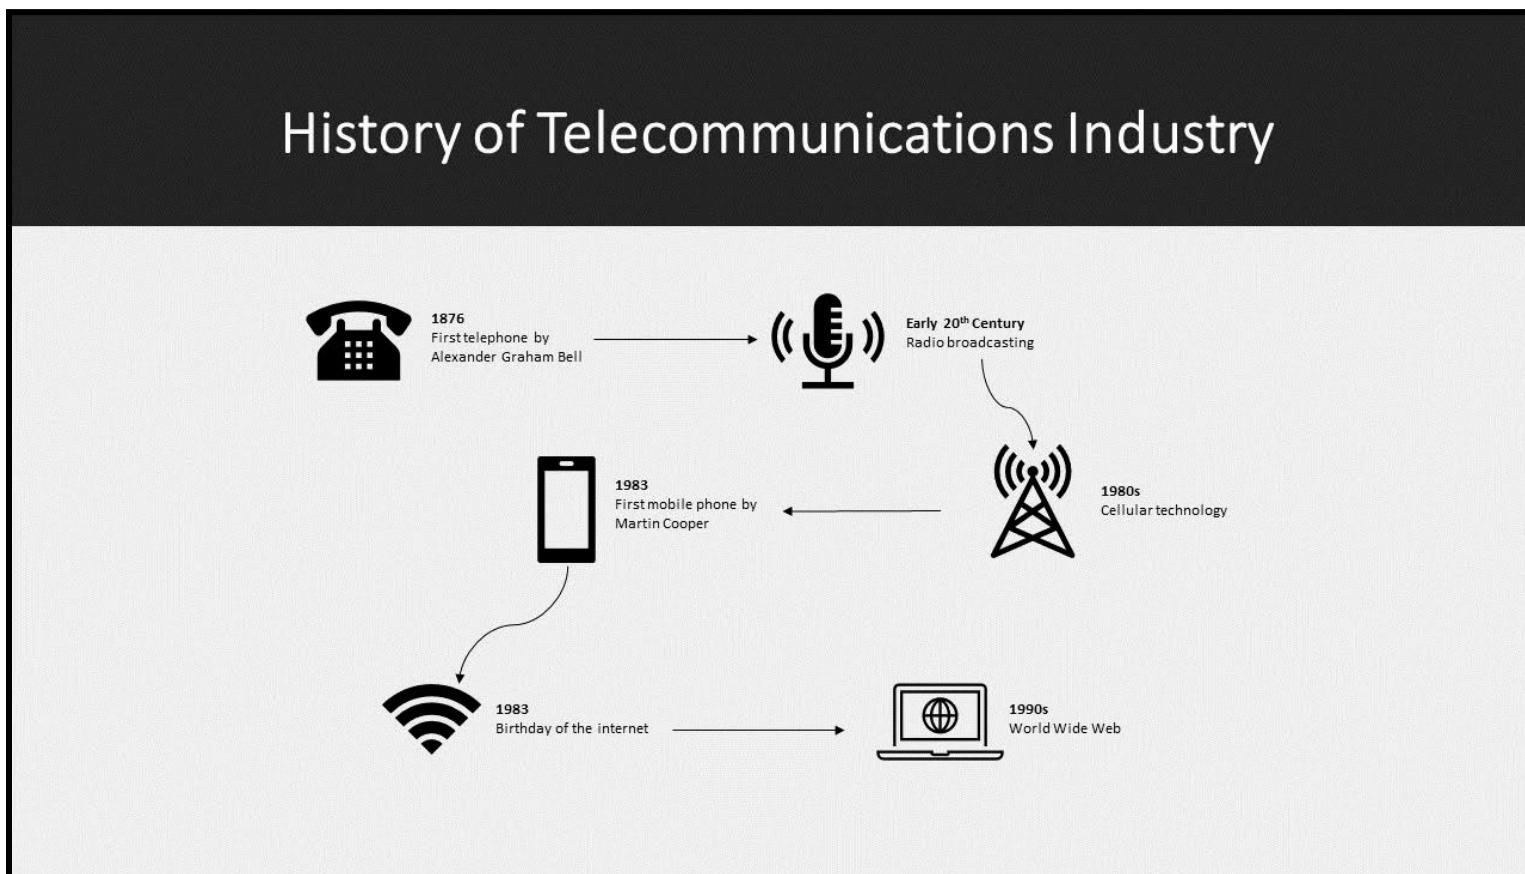 History of Telecommunications Industry
1876
First telephone by
Alexander Graham Bell
Early 20th Century
Radio broadcasting
1983
First mobile phone by
Martin Cooper
1980s
Cellular technology
1983
Birthday of the internet
1990s
World Wide Web